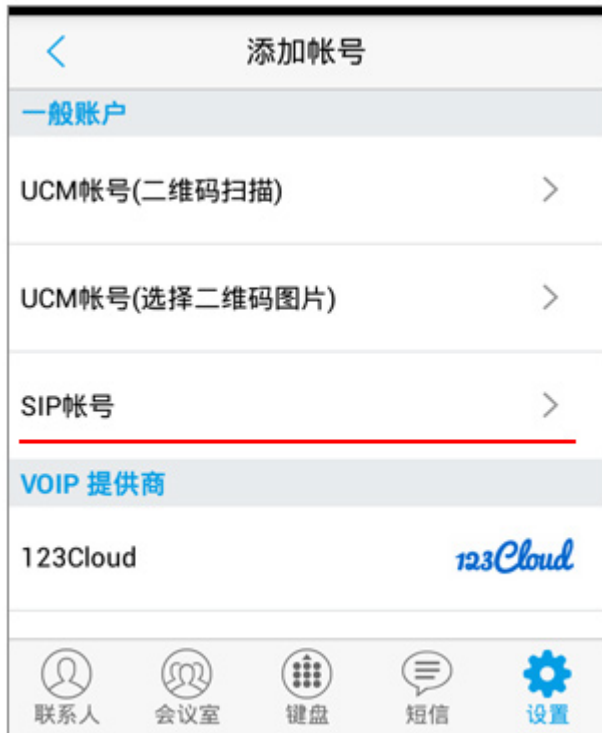 添加帐号
一般账户
UCM帐号(二维码扫描)
UCM帐号(选择二维码图片)
SIP帐号
VOIP 提供商
123Cloud 123Cloud
联系人 会议室 键盘 短信 设置